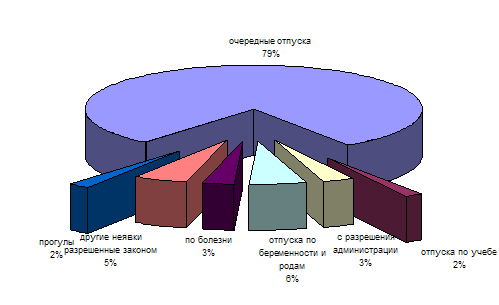 очередные отпуска
79%
прогулы
2%
другие неявки
разрешенные законом
5%
по болезни
3%
отпуска по
беременности и
родам
6%
с разрешения
администрации
3%
отпуска по учебе
2%